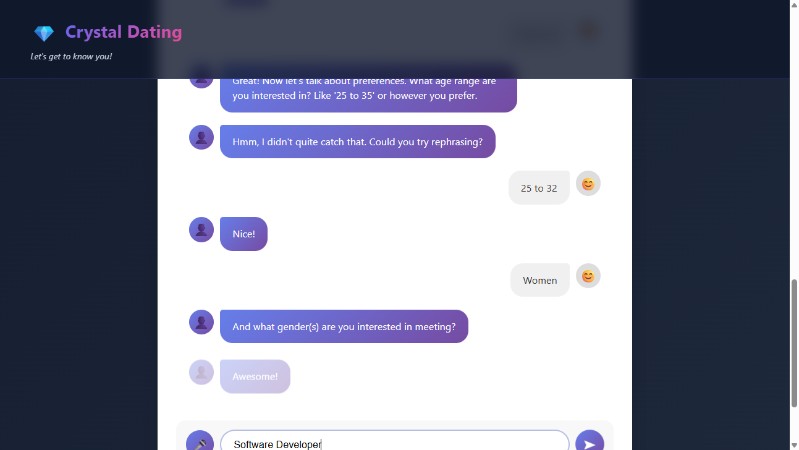 Crystal Dating
Let's get to know you!
Great! Now let's talk about preferences. What age range are
you interested in? Like '25 to 35' or however you prefer.
Hmm, I didn't quite catch that. Could you try rephrasing?
25 to 32
Nice!
Women
And what gender(s) are you interested in meeting?
Awesome!
Software Developer